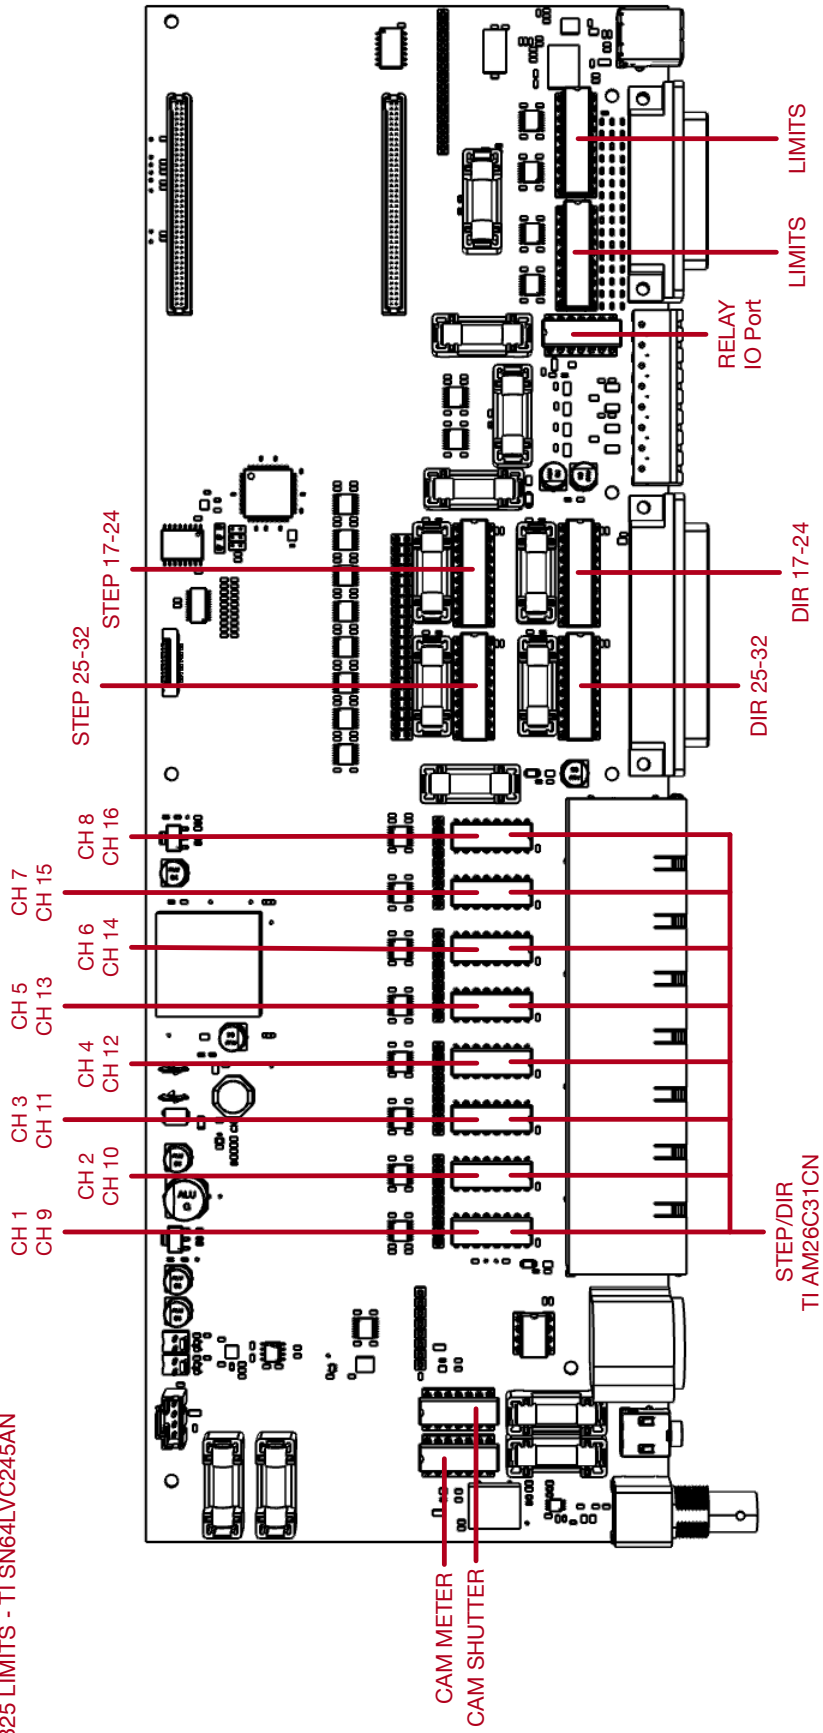 CH 1
CH 9
CH 2
CH 10
CH 3
CH 11
CH 4
CH 12
CH 5
CH 13
CH 6
CH 14
CH 7
CH 15
CH 8
CH 16
STEP 25-32
STEP 17-24
CAM METER
CAM SHUTTER
STEP/DIR
TI AM26C31CN
DIR 25-32
DIR 17-24
RELAY
IO Port
LIMITS
LIMITS
LIMITS - TI SN64LVC245AN
ALU
G